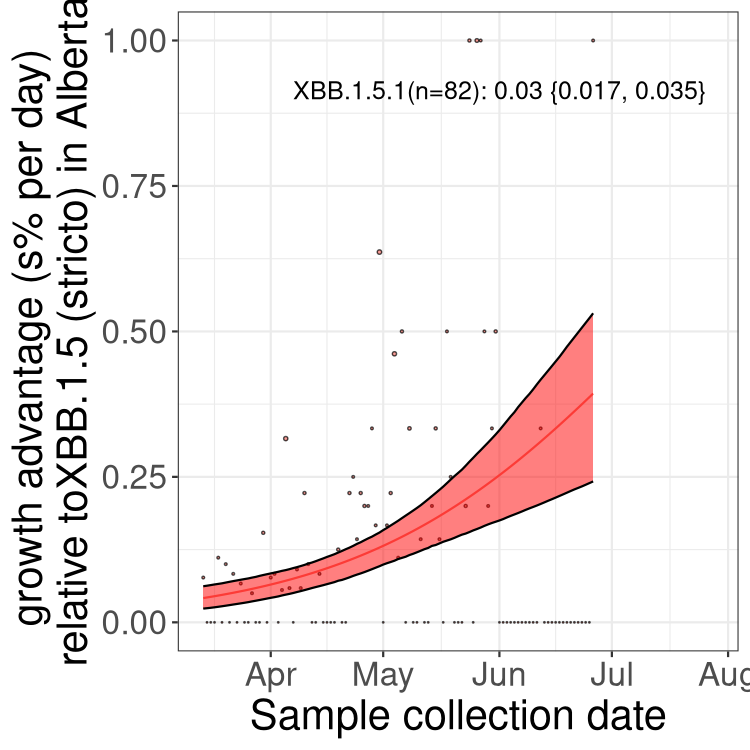 growth advantage (s% per day)
relative toXBB.1.5 (stricto) in Alberta
1.00
XBB.1.5.1(n=82): 0.03 {0.017, 0.035}
0.75
0.50
0.25
0.00
Apr May Jun Jul Aug
Sample collection date